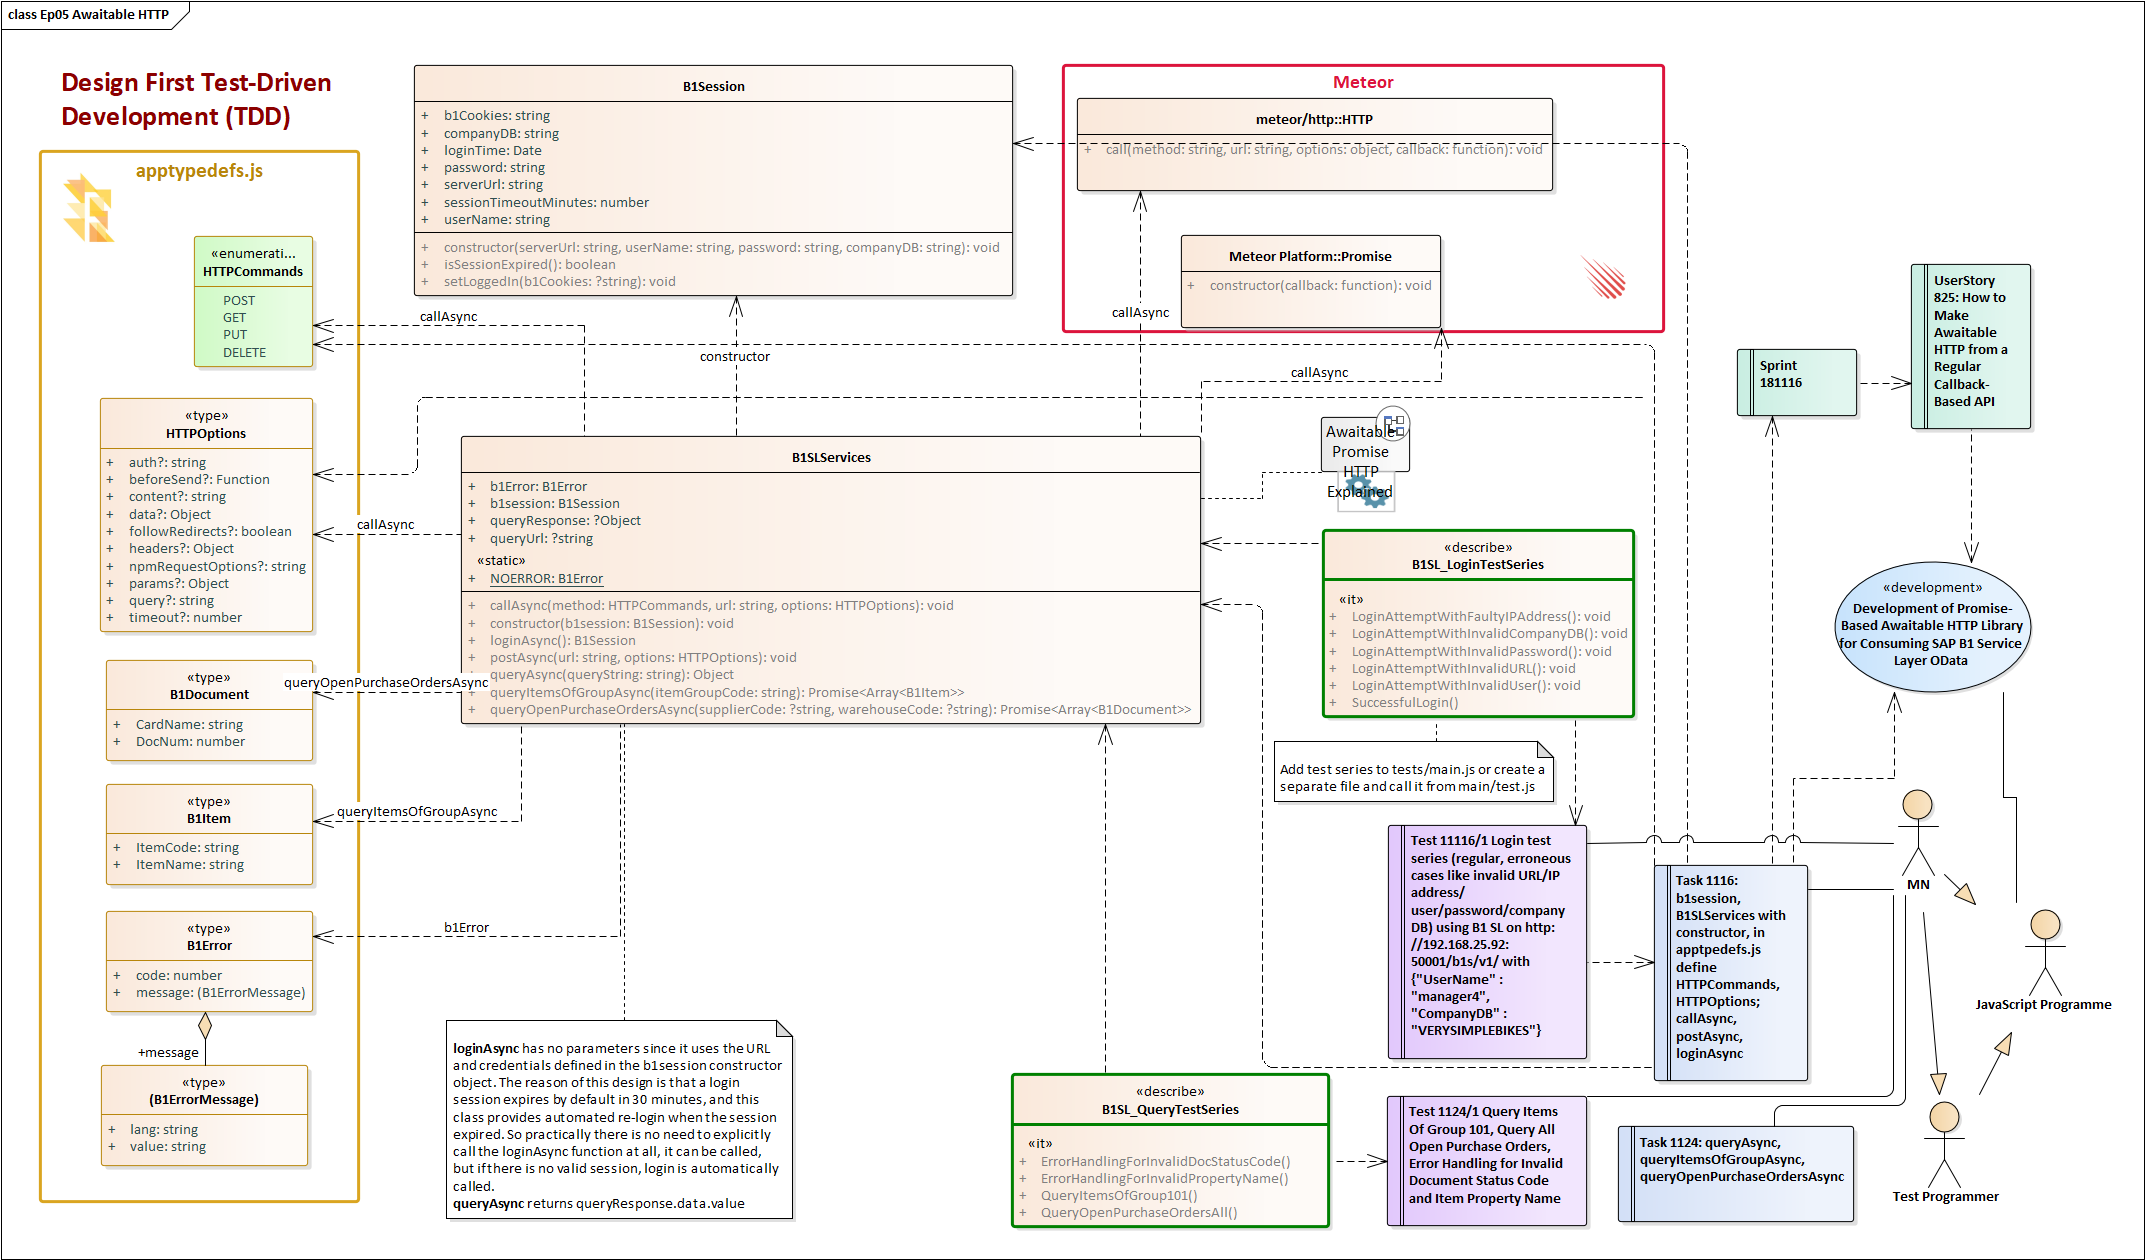 class Ep05 Awaitable HTTP
Design First Test-Driven
Development (TDD)
apptypedefs.js
«enumerati...
HTTPCommands
POST
GET
PUT
DELETE
«type»
HTTPOptions
+ auth?: string
+ beforeSend?: Function
+ content?: string
+ data?: Object
+ followRedirects?: boolean
+ headers?: Object
+ npmRequestOptions?: string
+ params?: Object
+ query?: string
+ timeout?: number
«type»
B1Document
+ CardName: string
+ DocNum: number
«type»
B1Item
+ ItemCode: string
+ ItemName: string
«type»
B1Error
+ code: number
+ message: (B1ErrorMessage)
+message
«type»
(B1ErrorMessage)
+ lang: string
+ value: string
B1Session
+ b1Cookies: string
+ companyDB: string
+ loginTime: Date
+ password: string
+ serverUrl: string
+ sessionTimeoutMinutes: number
+ userName: string
+ constructor(serverUrl: string, userName: string, password: string, companyDB: string): void
+ isSessionExpired(): boolean
+ setLoggedIn(b1Cookies: ?string): void
callAsync
constructor
callAsync
callAsync
callAsync
queryOpenPurchaseOrdersAsync
queryItemsOfGroupAsync
b1Error
Meteor
meteor/http::HTTP
+ call(method: string, url: string, options: object, callback: function): void
Meteor Platform::Promise
+ constructor(callback: function): void
B1SLServices
+ b1Error: B1Error
+ b1session: B1Session
+ queryResponse: ?Object
+ queryUrl: ?string
«static»
+ NOERROR: B1Error
+ callAsync(method: HTTPCommands, url: string, options: HTTPOptions): void
+ constructor(b1session: B1Session): void
+ loginAsync(): B1Session
+ postAsync(url: string, options: HTTPOptions): void
+ queryAsync(queryString: string): Object
+ queryItemsOfGroupAsync(itemGroupCode: string): Promise<Array<B1Item>>
+ queryOpenPurchaseOrdersAsync(supplierCode: ?string, warehouseCode: ?string): Promise<Array<B1Document>>
Awaitable
Promise
HTTP
Explained
«describe»
B1SL_LoginTestSeries
«it»
+ LoginAttemptWithFaultyIPAddress(): void
+ LoginAttemptWithInvalidCompanyDB(): void
+ LoginAttemptWithInvalidPassword(): void
+ LoginAttemptWithInvalidURL(): void
+ LoginAttemptWithInvalidUser(): void
+ SuccessfulLogin()
Add test series to tests/main.js or create a
separate file and call it from main/test.js
Test 11116/1 Login test
series (regular, erroneous
cases like invalid URL/IP
address/
user/password/company
DB) using B1 SL on http:
//192.168.25.92:
50001/b1s/v1/ with
{"UserName" :
"manager4",
"CompanyDB" :
"VERYSIMPLEBIKES"}
Task 1116:
b1session,
B1SLServices with
constructor, in
apptpedefs.js
define
HTTPCommands,
HTTPOptions;
callAsync,
postAsync,
loginAsync
loginAsync has no parameters since it uses the URL
and credentials defined in the b1session constructor
object. The reason of this design is that a login
session expires by default in 30 minutes, and this
class provides automated re-login when the session
expired. So practically there is no need to explicitly
call the loginAsync function at all, it can be called,
but if there is no valid session, login is automatically
called.
queryAsync returns queryResponse.data.value
«describe»
B1SL_QueryTestSeries
«it»
+ ErrorHandlingForInvalidDocStatusCode()
+ ErrorHandlingForInvalidPropertyName()
+ QueryItemsOfGroup101()
+ QueryOpenPurchaseOrdersAll()
Test 1124/1 Query Items
Of Group 101, Query All
Open Purchase Orders,
Error Handling for Invalid
Document Status Code
and Item Property Name
Task 1124: queryAsync,
queryItemsOfGroupAsync,
queryOpenPurchaseOrdersAsync
Sprint
181116
UserStory
825: How to
Make
Awaitable
HTTP from a
Regular
Callback-
Based API
«development»
Development of Promise-
Based Awaitable HTTP Library
for Consuming SAP B1 Service
Layer OData
MN
JavaScript Programme
Test Programmer